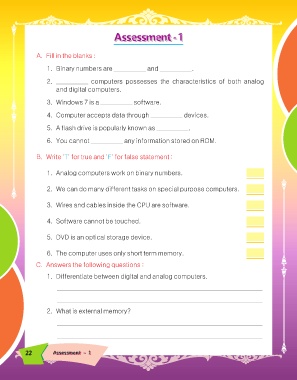 Assessment - 1
A. Fill in the blanks :
1. Binary numbers are __________ and __________.
2. __________ computers possesses the characteristics of both analog
and digital computers.
3. Windows 7 is a __________ software.
4. Computer accepts data through __________ devices.
5. A flash drive is popularly known as __________.
6. You cannot __________ any information stored on ROM.
B. Write 'T' for true and 'F' for false statement :
1. Analog computers work on binary numbers.
2. We can do many different tasks on special purpose computers.
3. Wires and cables inside the CPU are software.
4. Software cannot be touched.
5. DVD is an optical storage device.
6. The computer uses only short term memory.
C. Answers the following questions :
1. Differentiate between digital and analog computers.
2. What is external memory?
22 Assessment - 1